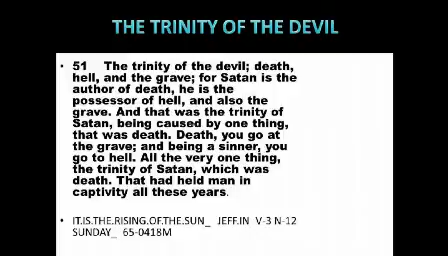 THE TRINITY OF THE DEVIL
• 51 The trinity of the devil; death,
hell, and the grave; for Satan is the
author of death, he is the
possessor of hell, and also the
grave. And that was the trinity of
Satan, being caused by one thing,
that was death. Death, you go at
the grave; and being a sinner, you
go to hell. All the very one thing,
the trinity of Satan, which was
death. That had held man in
captivity all these years.
• IT.IS.THE.RISING.OF.THE.SUN_ JEFF.IN V-3 N-12
SUNDAY_ 65-0418M